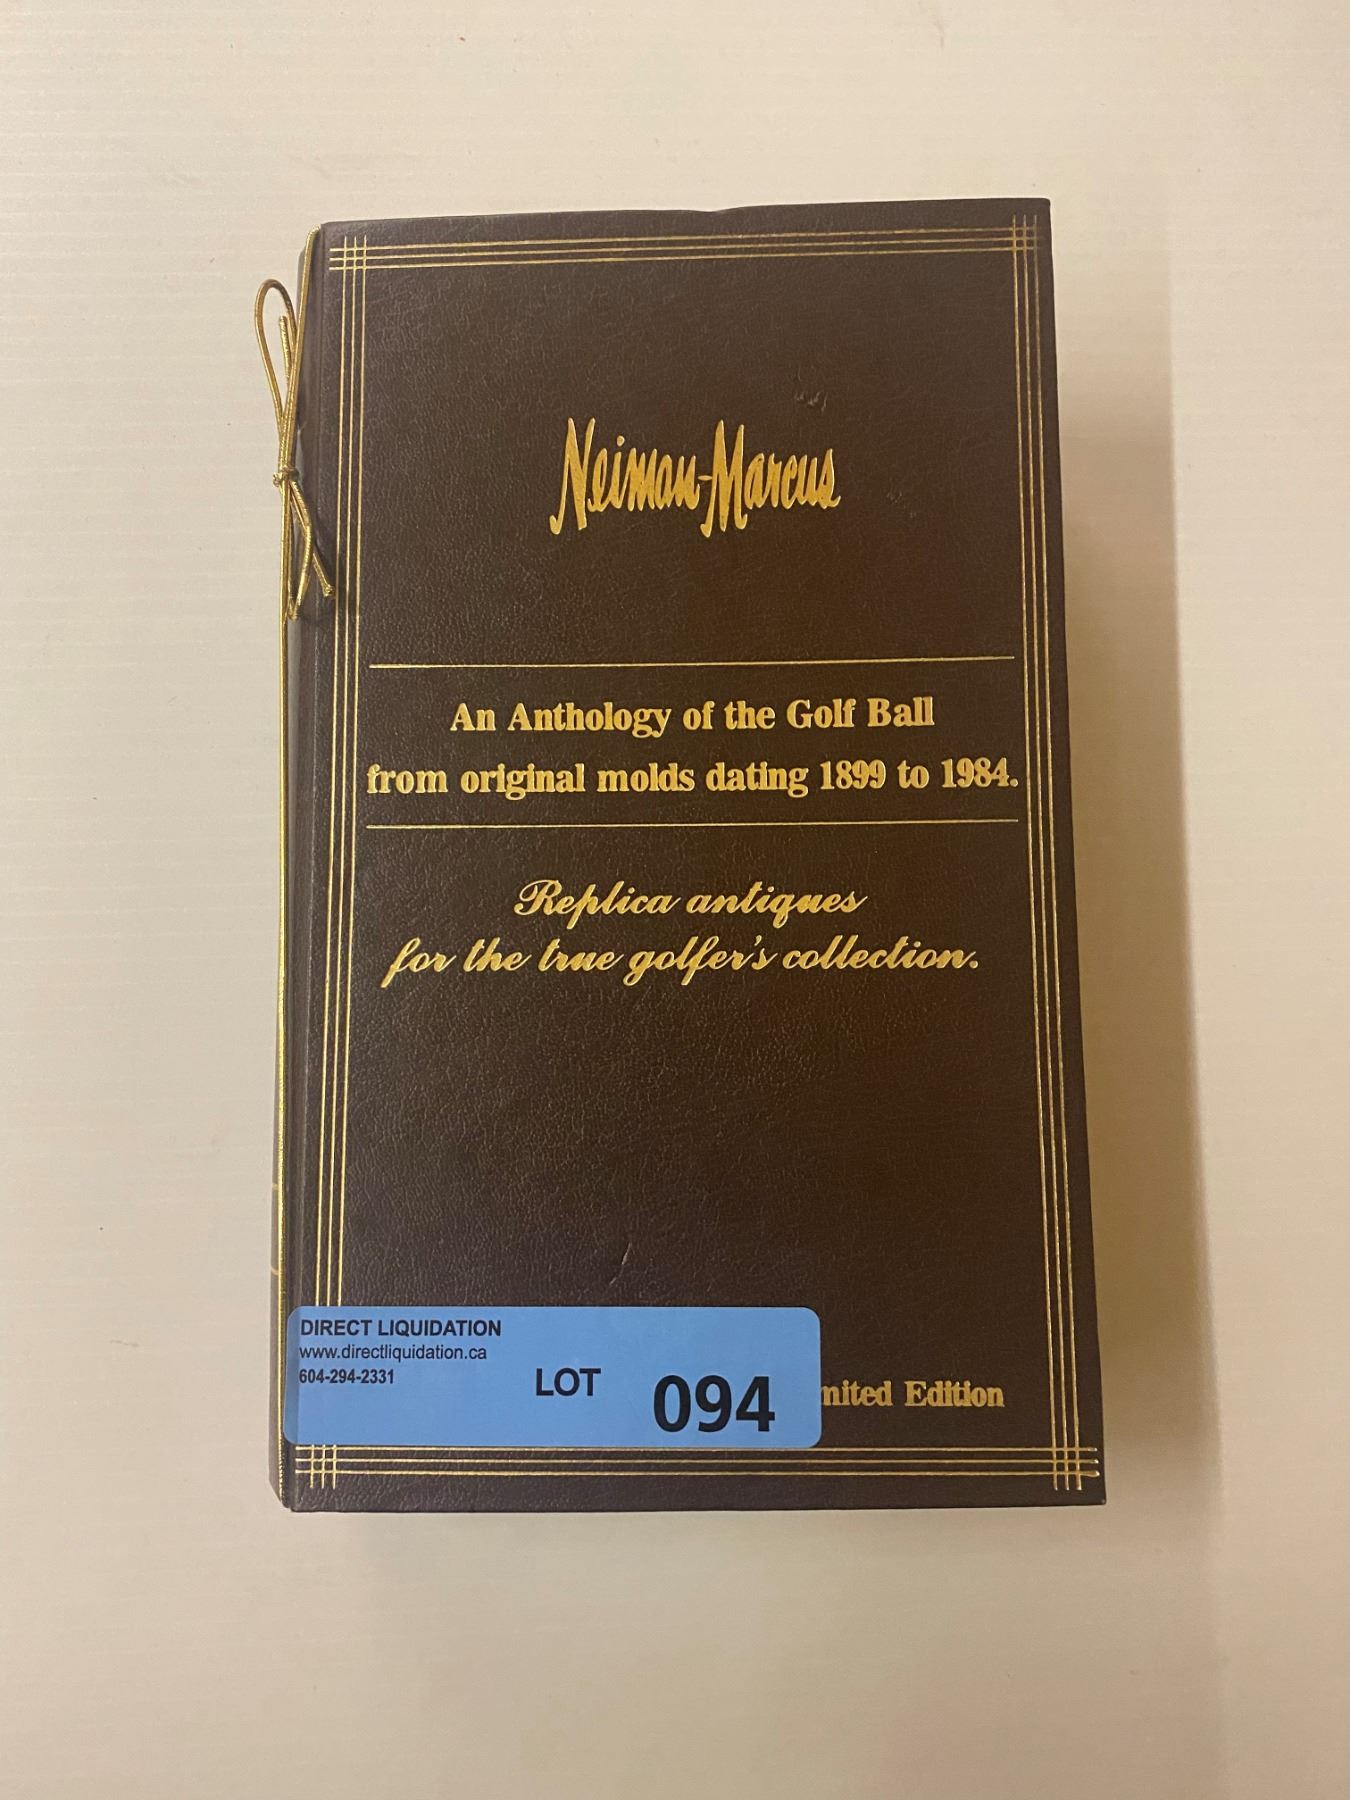 Neiman-Marcus
An Anthology of the Golf Ball
from original molds dating 1899 to 1984.
Replica antiques
for the true golfer's collection.
DIRECT LIQUIDATION
www.directliquidation.ca
604-294-2331
LOT 094
Edition